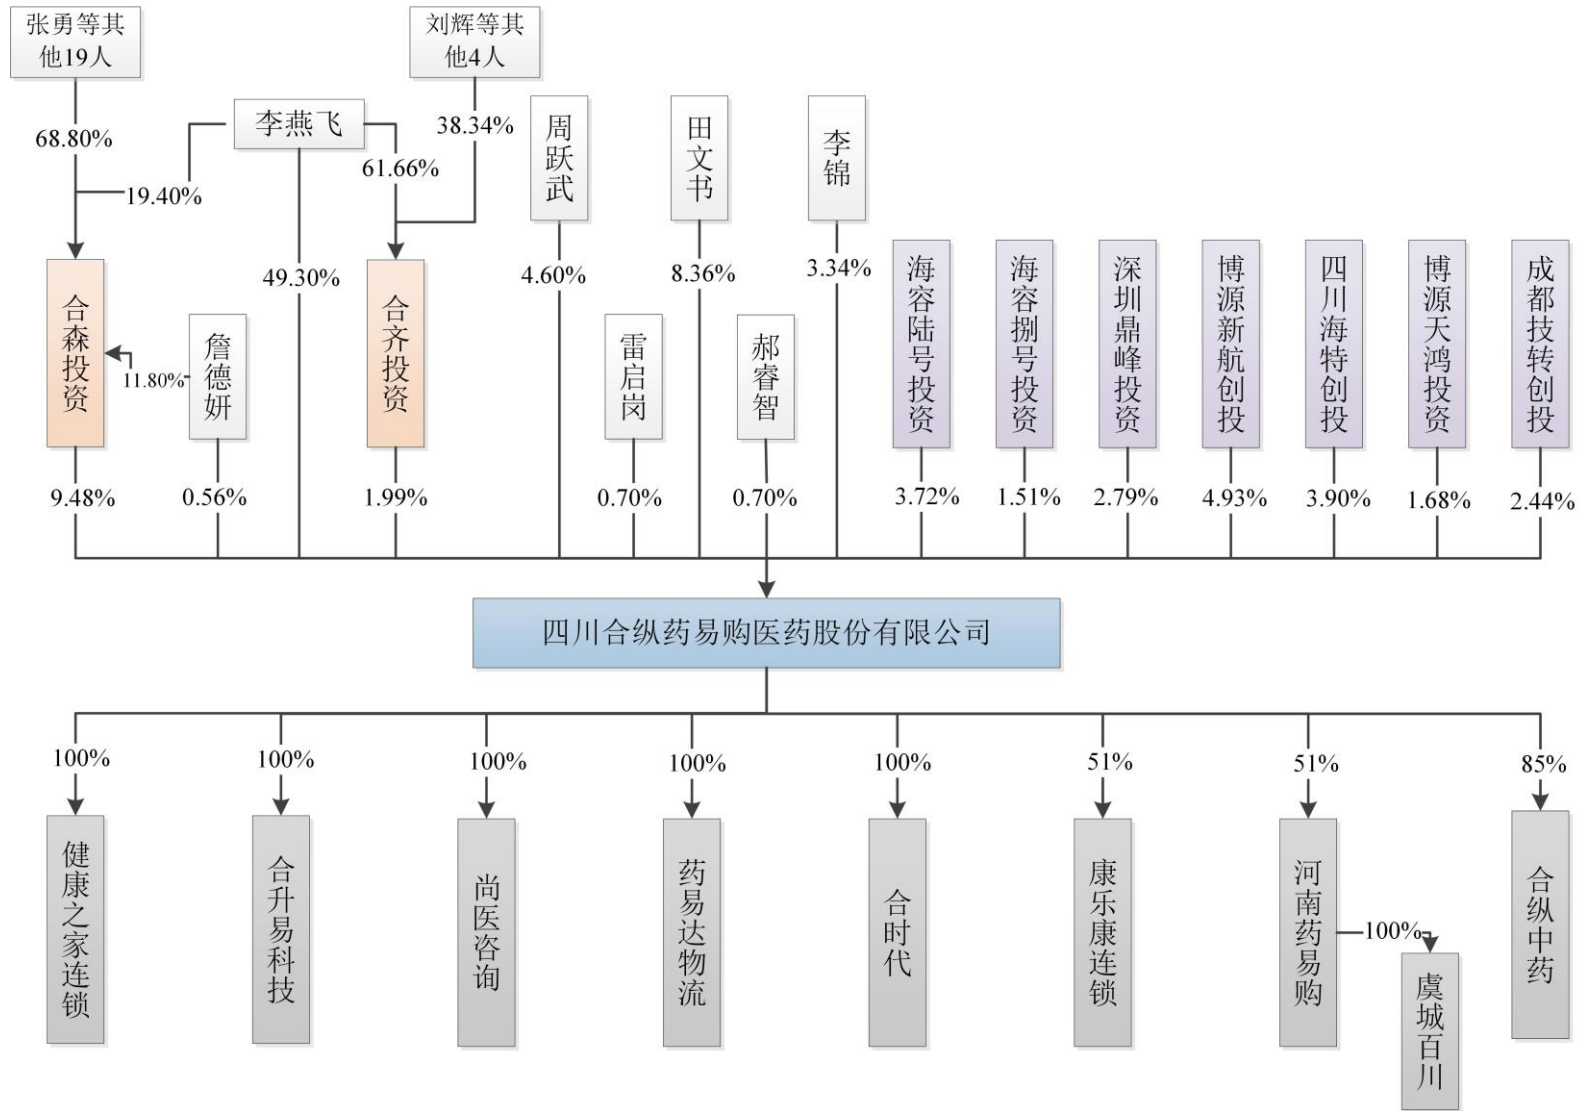 张勇等其
他19人
刘辉等其
他4人
68.80%
李燕飞
38.34%
周跃武
田文书
李锦
19.40%
61.66%
49.30%
4.60%
8.36%
3.34%
合森投资
11.80%
詹德妍
合齐投资
雷启岗
郝睿智
海容陆号投资
海容捌号投资
深圳鼎峰投资
博源新航创投
四川海特创投
博源天鸿投资
成都技转创投
9.48%
0.56%
1.99%
0.70%
0.70%
3.72%
1.51%
2.79%
4.93%
3.90%
1.68%
2.44%
四川合纵药易购医药股份有限公司
100%
100%
100%
100%
100%
51%
51%
85%
健康之家连锁
合升易科技
尚医咨询
药易达物流
合时代
康乐康连锁
河南药易购
100%
虞城百川
合纵中药